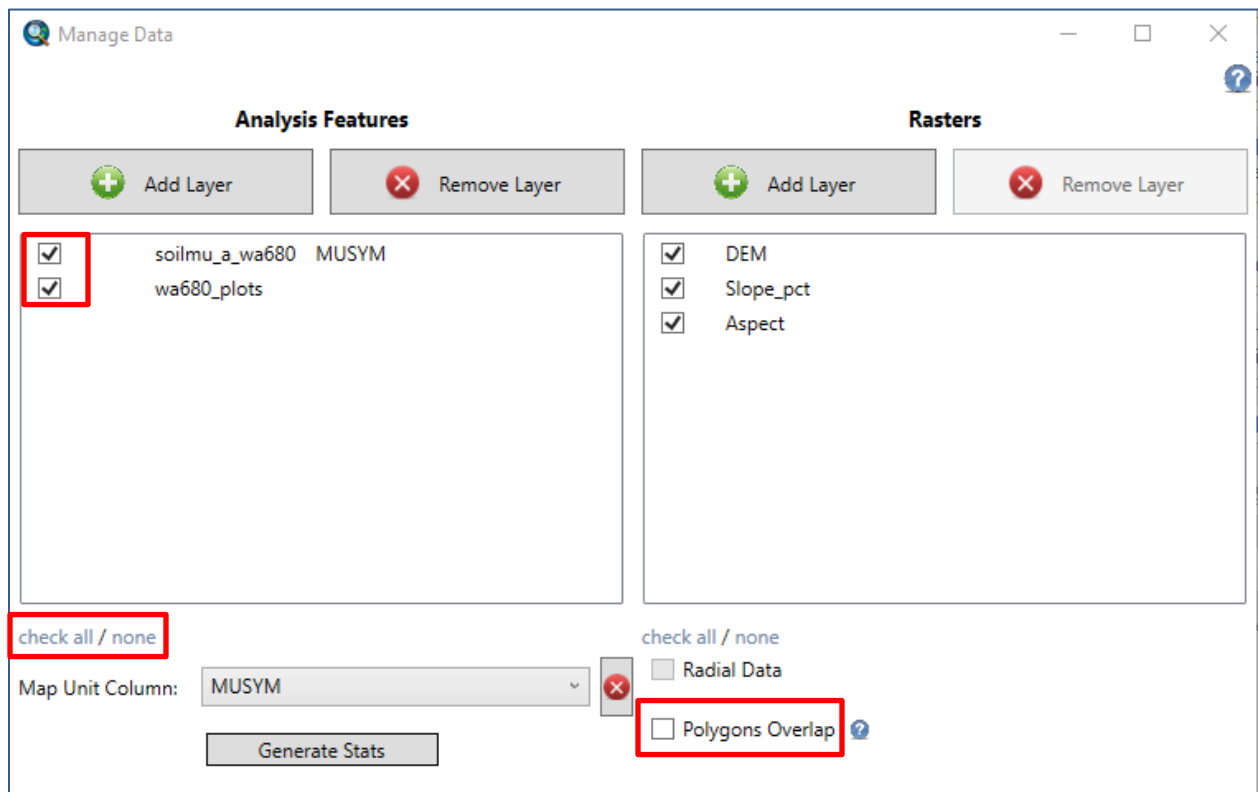 Manage Data
Analysis Features
Rasters
Add Layer
Remove Layer
Add Layer
Remove Layer
soilmu_a_wa680 MUSYM
wa680_plots
DEM
Slope_pct
Aspect
check all / none
check all / none
Map Unit Column:
MUSYM
Radial Data
Generate Stats
Polygons Overlap